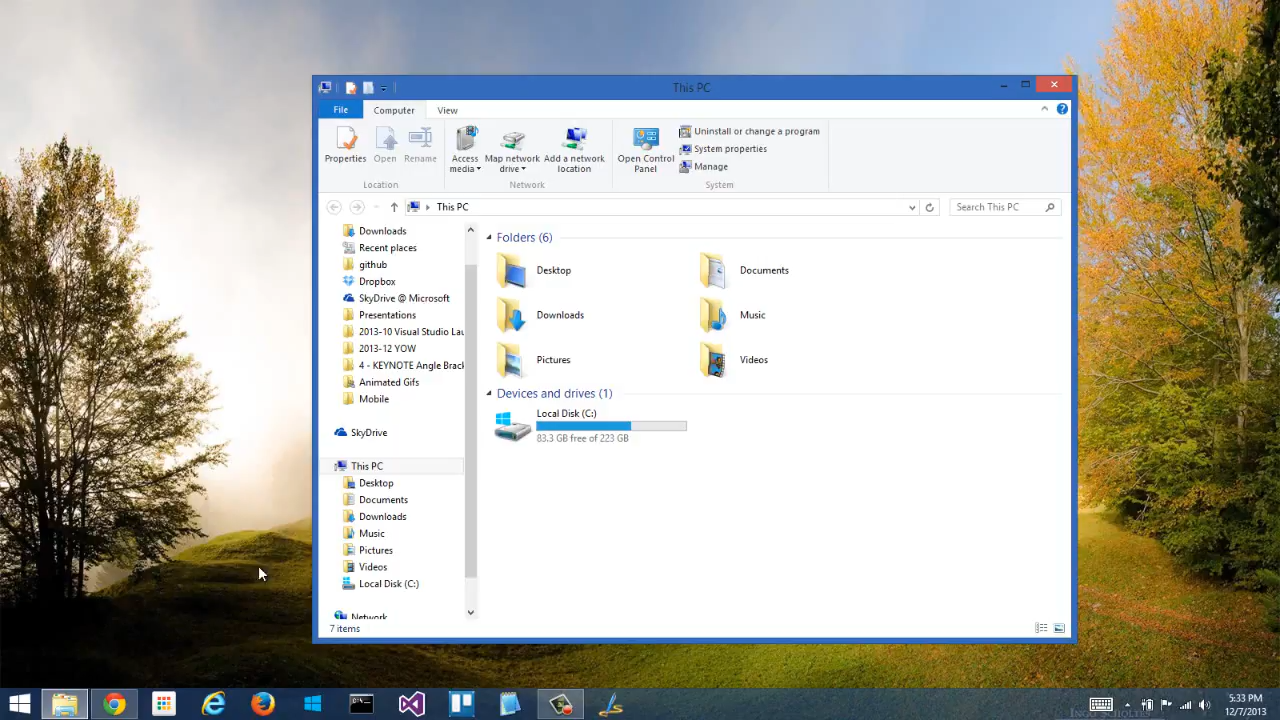 This PC
File Computer View
Properties Open Rename Access media Map network drive Add a network location Open Control Panel Uninstall or change a program
System properties
Manage
Location Network System
This PC Search This PC
Downloads
Recent places
github
Dropbox
SkyDrive @ Microsoft
Presentations
2013-10 Visual Studio Lau
2013-12 YOW
4 - KEYNOTE Angle Brack
Animated Gifs
Mobile
SkyDrive
This PC
Desktop
Documents
Downloads
Music
Pictures
Videos
Local Disk (C:)
Network
Folders (6)
Desktop Documents
Downloads Music
Pictures Videos
Devices and drives (1)
Local Disk (C:)
83.3 GB free of 223 GB
7 items
5:33 PM
12/7/2013
INGO SCHOLTES